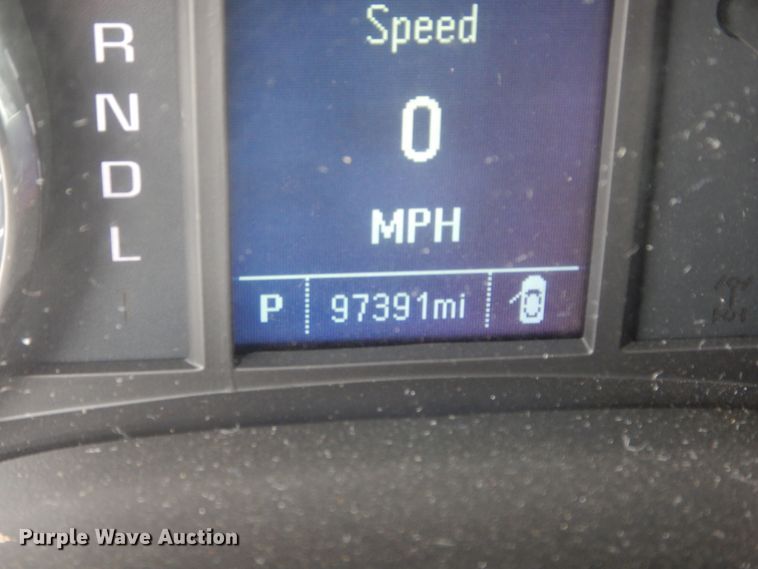 R
N
D
L
Speed
0
MPH
P 97391mi
Purple Wave Auction